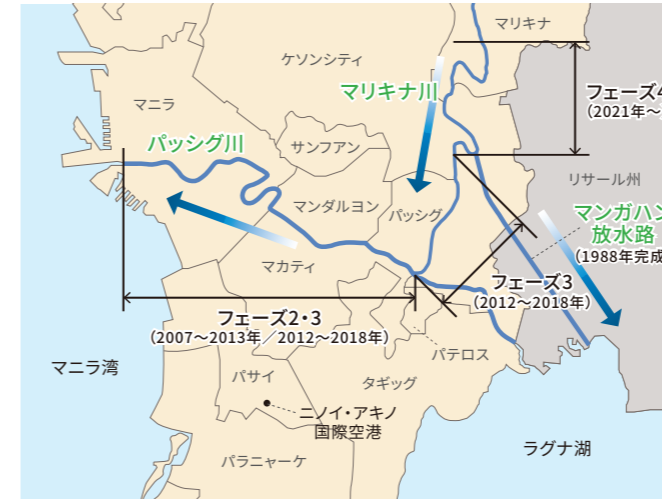 マリキナ
ケソンシティ
マリキナ川
フェーズ4
(2021年～
マニラ
パッシグ川
サンフアン
リサール州
マンダルヨン
パッシグ
マンガハン
放水路
(1988年完成
マカティ
フェーズ3
(2012～2018年)
フェーズ2・3
(2007～2013年／2012～2018年)
パテロス
マニラ湾
パサイ
タギッグ
ニノイ・アキノ
国際空港
ラグナ湖
パラニャーケ